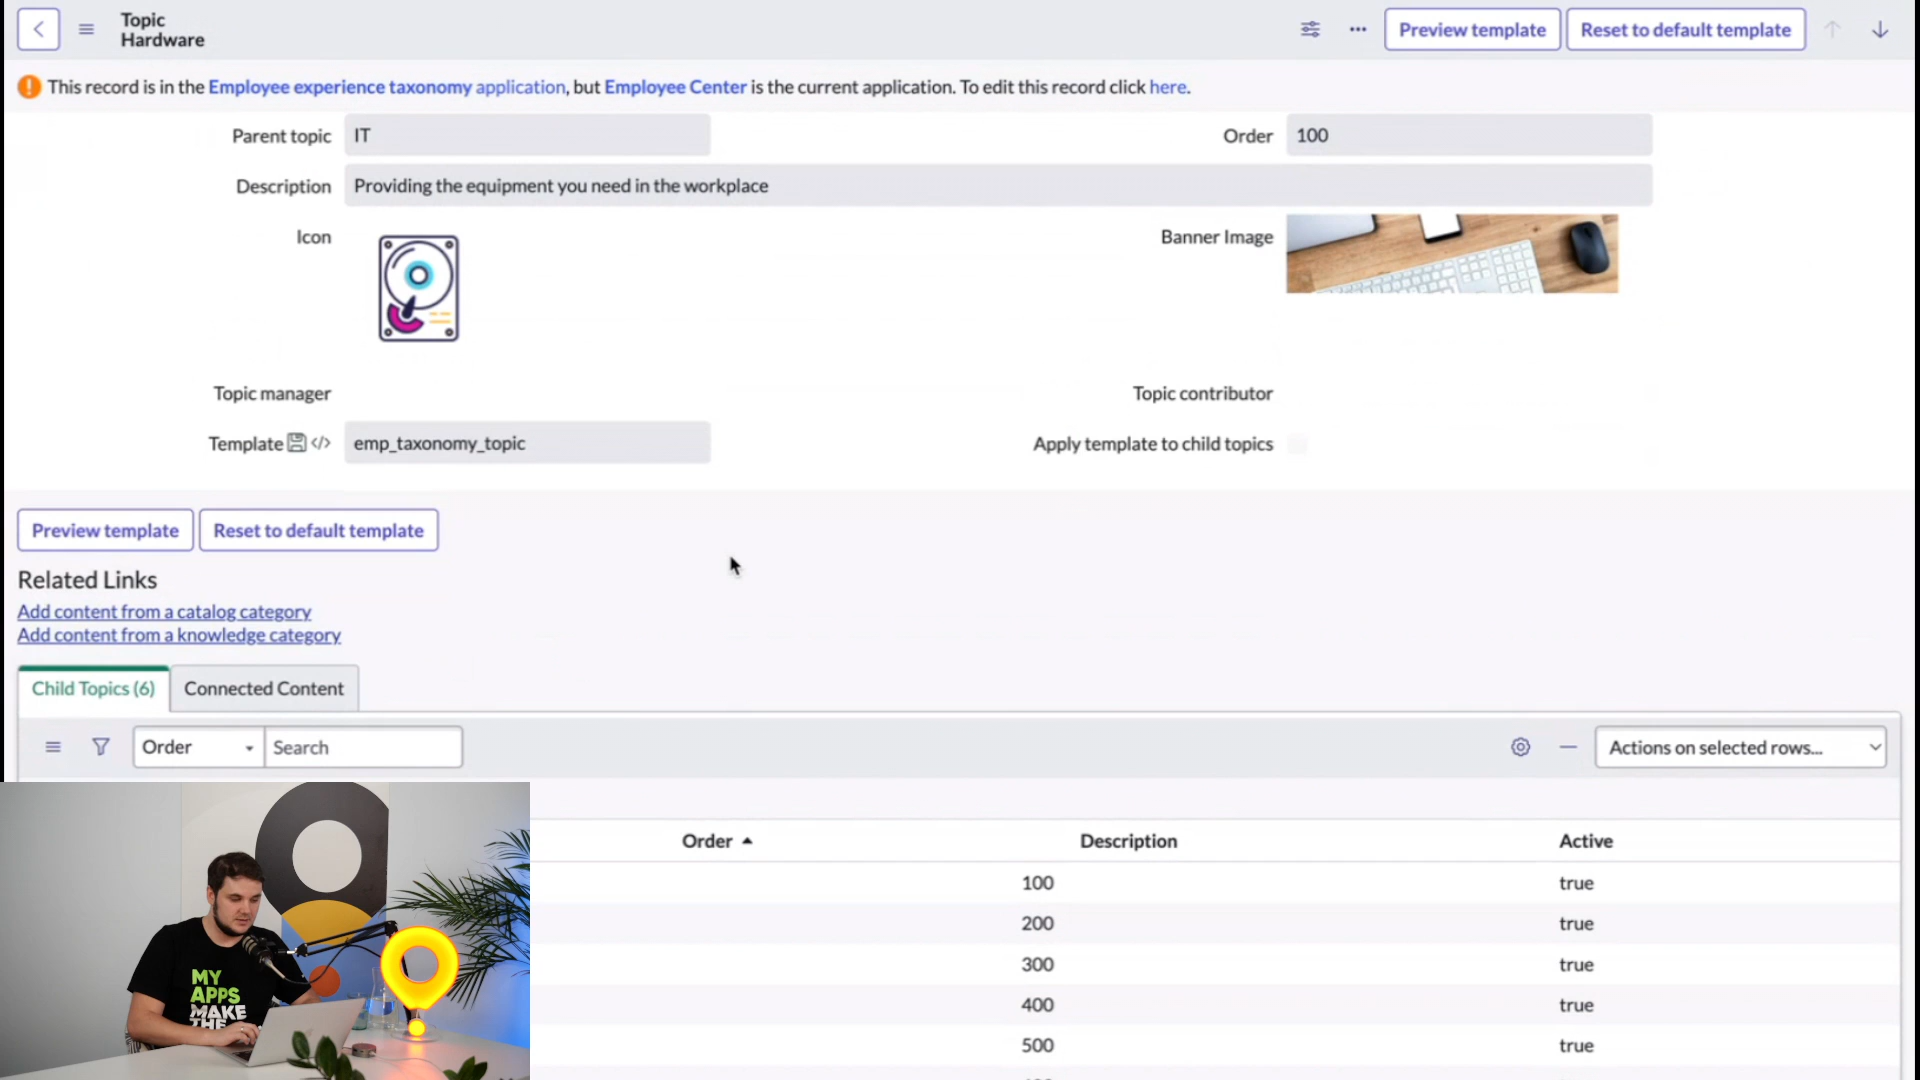 Topic
Hardware
Preview template
Reset to default template
This record is in the Employee experience taxonomy application, but Employee Center is the current application. To edit this record click here.
Parent topic IT
Order 100
Description Providing the equipment you need in the workplace
Icon
Banner Image
Topic manager
Topic contributor
Template </> emp_taxonomy_topic
Apply template to child topics
Preview template
Reset to default template
Related Links
Add content from a catalog category
Add content from a knowledge category
Child Topics (6)
Connected Content
Order
Search
Actions on selected rows...
Order Description Active
100 true
200 true
300 true
400 true
500 true
MY
APPS
MAKE
THE